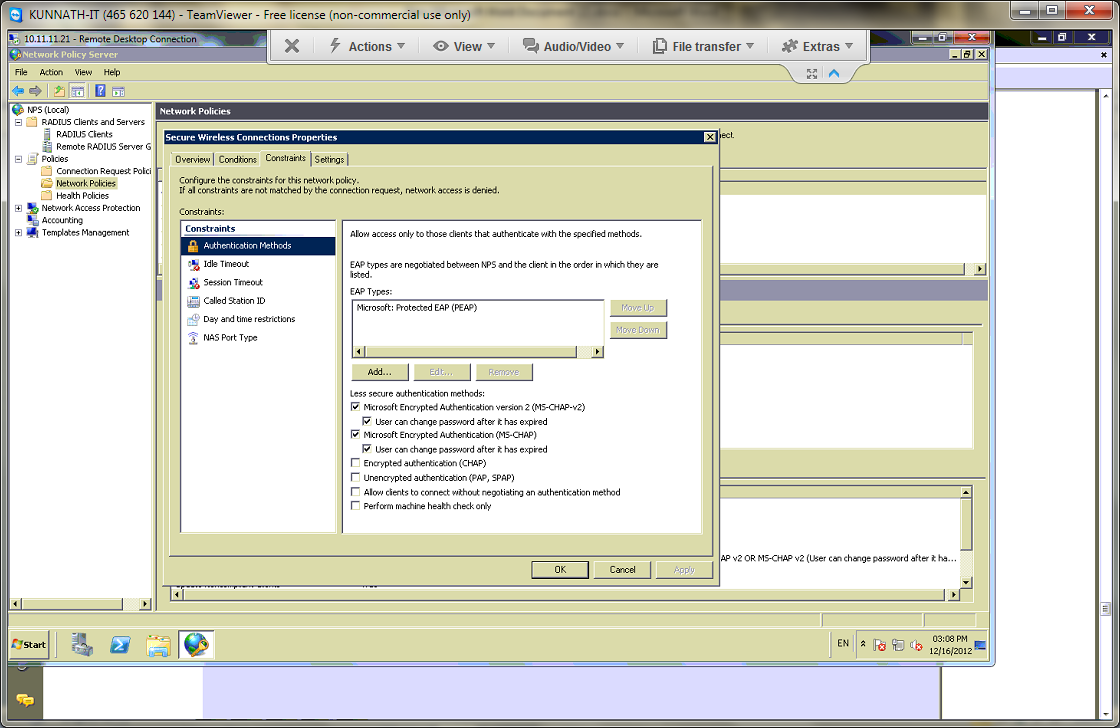 KUNNATH-IT (465 620 144) - TeamViewer - Free license (non-commercial use only)
10.11.11.21 - Remote Desktop Connection
Actions
View
Audio/Video
File transfer
Extras
Network Policy Server
File Action View Help
NPS (Local)
RADIUS Clients and Servers
RADIUS Clients
Remote RADIUS Server G
Policies
Connection Request Polici
Network Policies
Health Policies
Network Access Protection
Accounting
Templates Management
Network Policies
Secure Wireless Connections Properties
Overview Conditions Constraints Settings
Configure the constraints for this network policy.
If all constraints are not matched by the connection request, network access is denied.
Constraints:
Constraints
Authentication Methods
Idle Timeout
Session Timeout
Called Station ID
Day and time restrictions
NAS Port Type
Allow access only to those clients that authenticate with the specified methods.
EAP types are negotiated between NPS and the client in the order in which they are
listed.
EAP Types:
Microsoft: Protected EAP (PEAP)
Move Up
Move Down
Add... Edit... Remove
Less secure authentication methods:
Microsoft Encrypted Authentication version 2 (MS-CHAP-v2)
User can change password after it has expired
Microsoft Encrypted Authentication (MS-CHAP)
User can change password after it has expired
Encrypted authentication (CHAP)
Unencrypted authentication (PAP, SPAP)
Allow clients to connect without negotiating an authentication method
Perform machine health check only
OK Cancel Apply
AP v2 OR MS-CHAP v2 (User can change password after it ha...
Start
EN
03:08 PM
12/16/2012